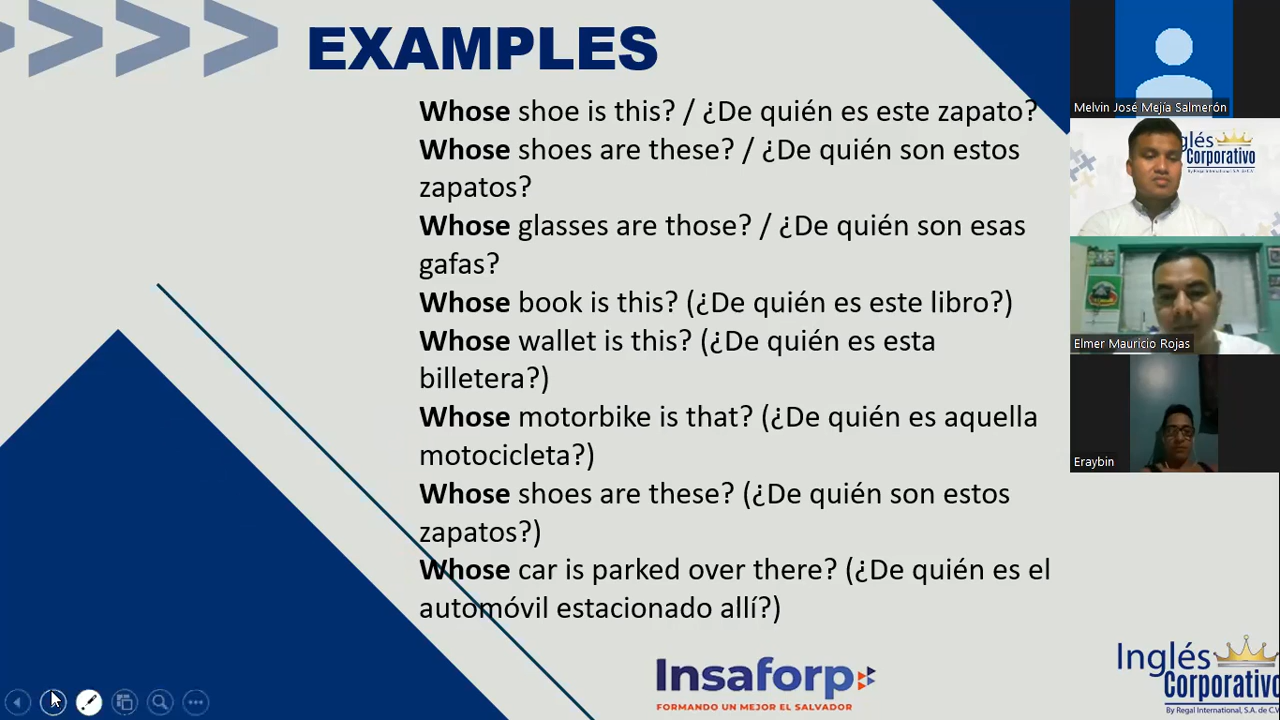 EXAMPLES
Whose shoe is this? / ¿De quién es este zapato?
Whose shoes are these? / ¿De quién son estos
zapatos?
Whose glasses are those? / ¿De quién son esas
gafas?
Whose book is this? (¿De quién es este libro?)
Whose wallet is this? (¿De quién es esta
billetera?)
Whose motorbike is that? (¿De quién es aquella
motocicleta?)
Whose shoes are these? (¿De quién son estos
zapatos?)
Whose car is parked over there? (¿De quién es el
automóvil estacionado allí?)
Insaforp
FORMANDO UN MEJOR EL SALVADOR
Melvin José Mejía Salmerón
glés
Corporativo
By Regal International, S.A. de C.V.
Elmer Mauricio Rojas
Eraybin
Inglés
Corporativo
By Regal International, S.A. de C.V